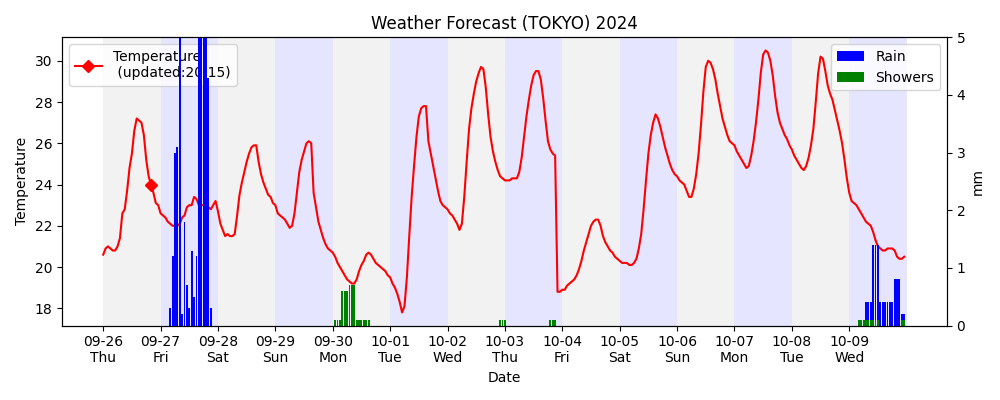 Weather Forecast (TOKYO) 2024
Temperature
(updated:20:15)
Rain
Showers
30
28
26
24
22
20
18
Temperature
5
4
3
2
1
0
mm
09-26 09-27 09-28 09-29 09-30 10-01 10-02 10-03 10-04 10-05 10-06 10-07 10-08 10-09
Thu Fri Sat Sun Mon Tue Wed Thu Fri Sat Sun Mon Tue Wed
Date